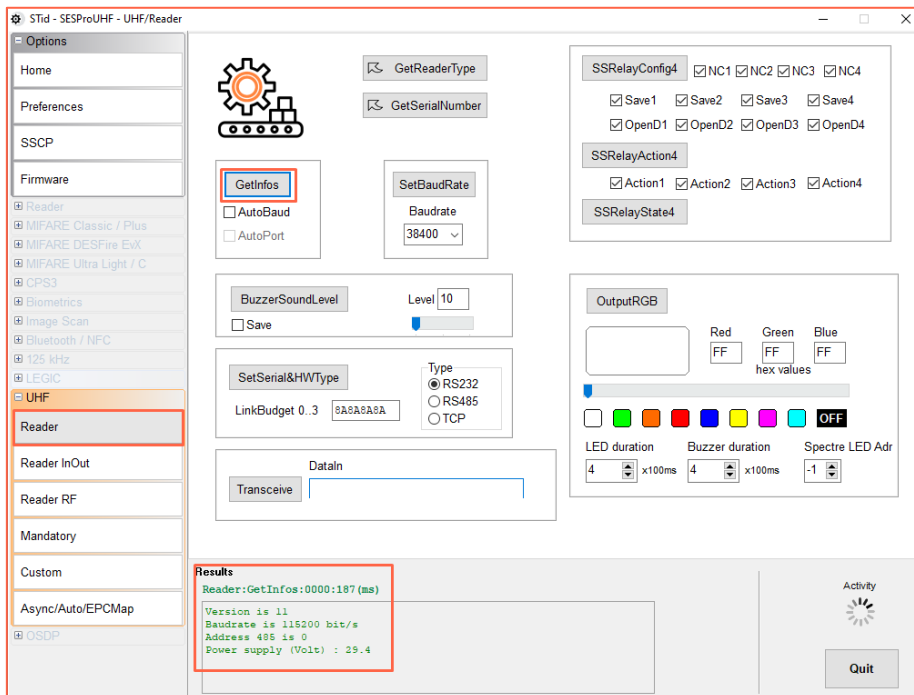 STid - SESProUHF - UHF/Reader
Options
Home
Preferences
SSCP
Firmware
Reader
MIFARE Classic / Plus
MIFARE DESFire EvX
MIFARE Ultra Light / C
CPS3
Biometrics
Image Scan
Bluetooth / NFC
125 kHz
LEGIC
UHF
Reader
Reader InOut
Reader RF
Mandatory
Custom
Async/Auto/EPCMap
OSDP
GetReaderType
GetSerialNumber
GetInfos
AutoBaud
AutoPort
SetBaudRate
Baudrate
38400
BuzzerSoundLevel
Level 10
Save
SetSerial&HWType
LinkBudget 0..3 8A8A8A8A
Type
RS232
RS485
TCP
DataIn
Transceive
SSRelayConfig4 NC1 NC2 NC3 NC4
Save1 Save2 Save3 Save4
OpenD1 OpenD2 OpenD3 OpenD4
SSRelayAction4
Action1 Action2 Action3 Action4
SSRelayState4
OutputRGB
Red Green Blue
FF FF FF
hex values
OFF
LED duration Buzzer duration Spectre LED Adr
4 x100ms 4 x100ms -1
Results
Reader:GetInfos:0000:187(ms)
Version is 11
Baudrate is 115200 bit/s
Address 485 is 0
Power supply (Volt) : 29.4
Activity
Quit